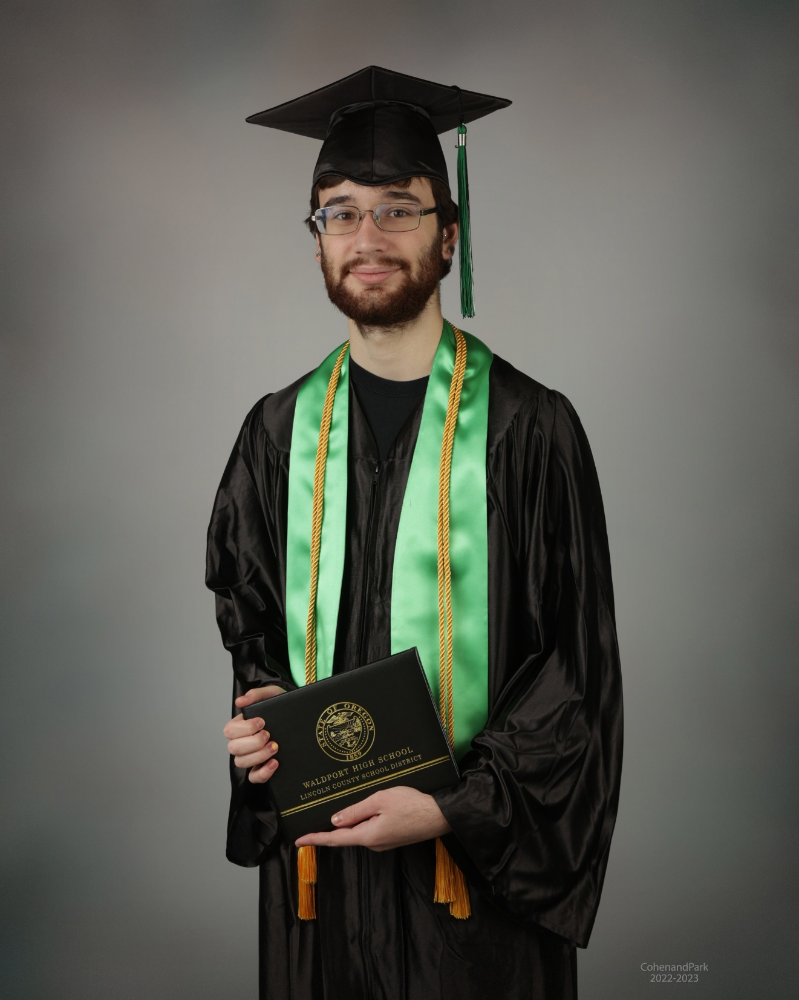 STATE OF OREGON
1859
WALDPORT HIGH SCHOOL
LINCOLN COUNTY SCHOOL DISTRICT
CohenandPark
2022-2023